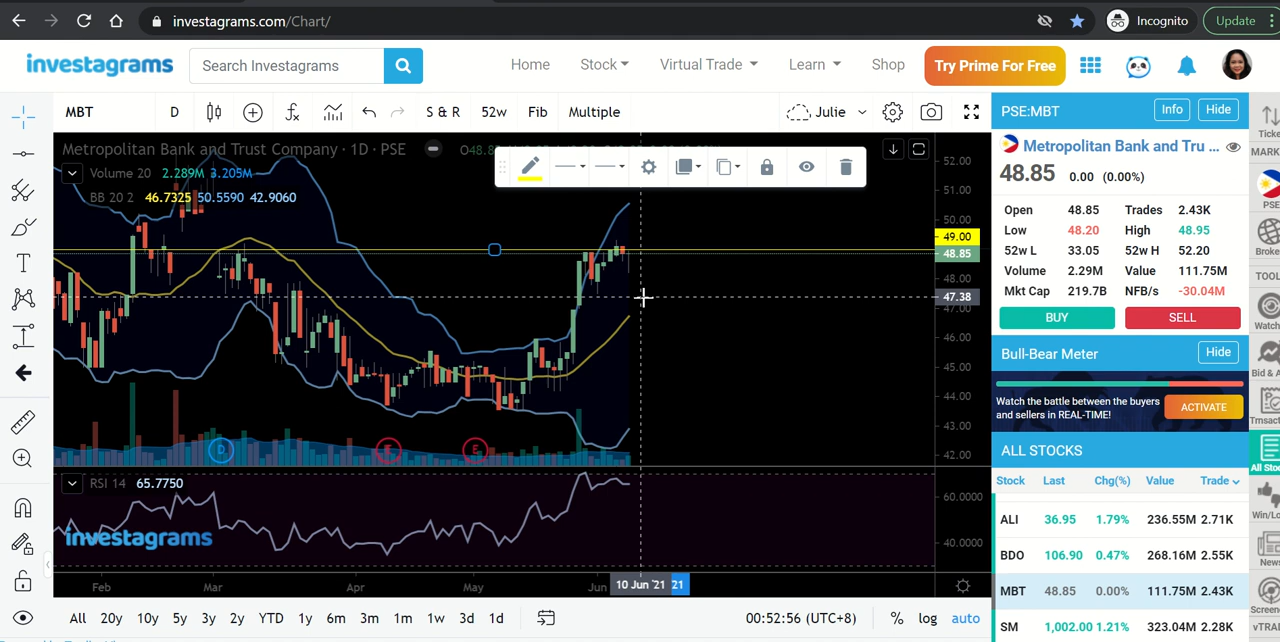 investagrams.com/Chart/
Incognito
Update
investagrams
Search Investagrams
Home
Stock
Virtual Trade
Learn
Shop
Try Prime For Free
MBT
D
S & R
52w
Fib
Multiple
Julie
Metropolitan Bank and Trust Company · 1D · PSE
Volume 20 2.289M 3.205M
BB 20 2 46.7325 50.5590 42.9060
52.00
51.00
50.00
49.00
48.85
48.00
47.38
47.00
46.00
45.00
44.00
43.00
42.00
D
E
E
RSI 14 65.7750
60.0000
40.0000
investagrams
Feb
Mar
Apr
May
Jun
10 Jun '21
21
All
20y
10y
5y
3y
2y
YTD
1y
6m
3m
1m
1w
3d
1d
00:52:56 (UTC+8)
%
log
auto
PSE:MBT
Info
Hide
Metropolitan Bank and Tru ...
48.85 0.00 (0.00%)
Open 48.85 Trades 2.43K
Low 48.20 High 48.95
52w L 33.05 52w H 52.20
Volume 2.29M Value 111.75M
Mkt Cap 219.7B NFB/s -30.04M
BUY
SELL
Bull-Bear Meter
Hide
Watch the battle between the buyers
and sellers in REAL-TIME!
ACTIVATE
ALL STOCKS
Stock Last Chg(%) Value Trade
ALI 36.95 1.79% 236.55M 2.71K
BDO 106.90 0.47% 268.16M 2.55K
MBT 48.85 0.00% 111.75M 2.43K
SM 1,002.00 1.21% 323.04M 2.28K
MARK
PSE
TOOL
News